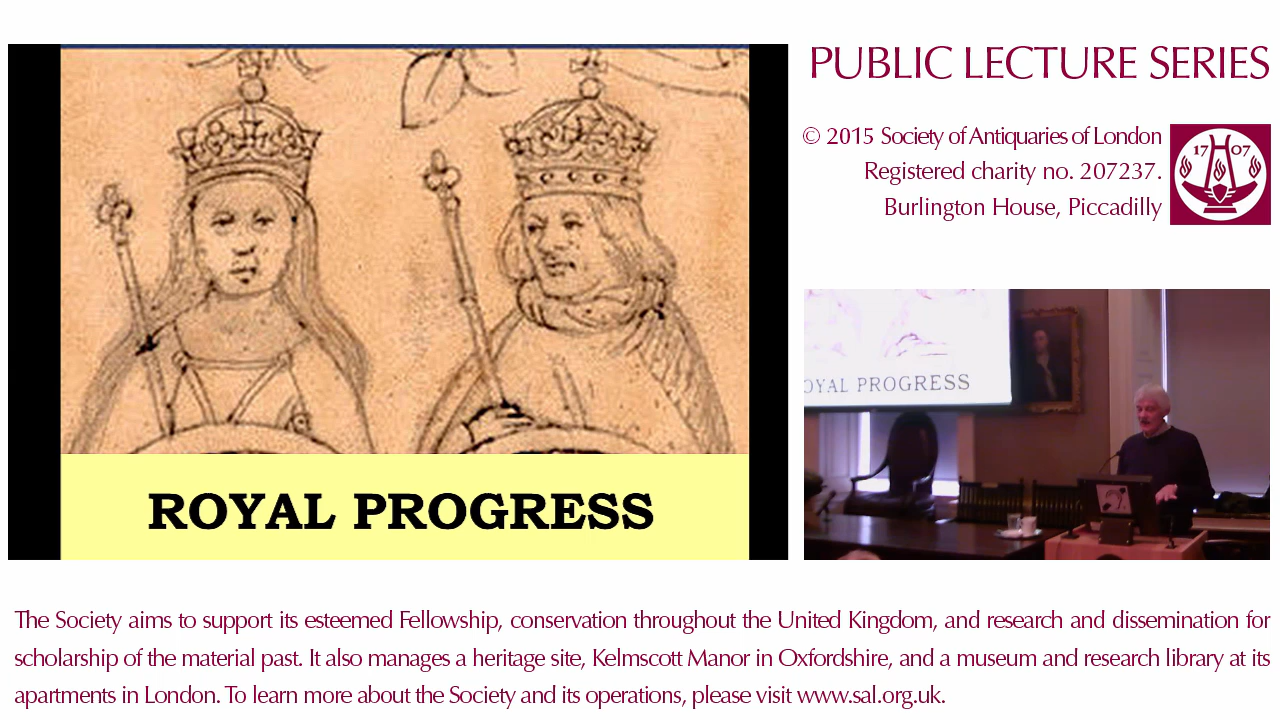 PUBLIC LECTURE SERIES
© 2015 Society of Antiquaries of London
Registered charity no. 207237.
Burlington House, Piccadilly
17 07
OYAL PROGRESS
ROYAL PROGRESS
The Society aims to support its esteemed Fellowship, conservation throughout the United Kingdom, and research and dissemination for
scholarship of the material past. It also manages a heritage site, Kelmscott Manor in Oxfordshire, and a museum and research library at its
apartments in London. To learn more about the Society and its operations, please visit www.sal.org.uk.